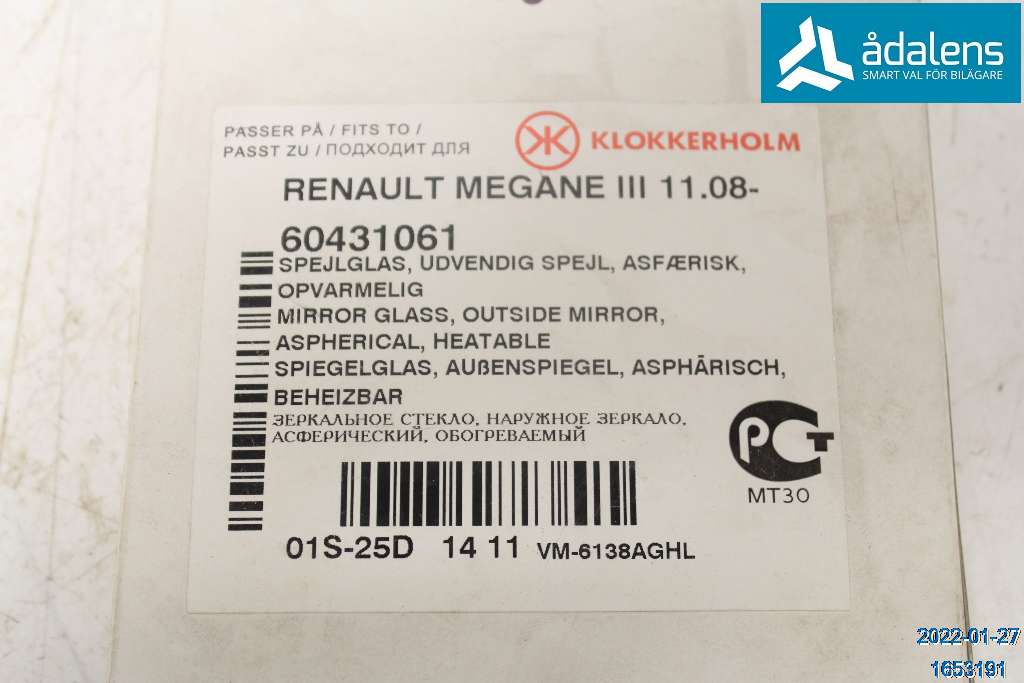 ådalens
SMART VAL FÖR BILÄGARE
PASSER PÅ / FITS TO /
PASST ZU / ПОДХОДИТ ДЛЯ
KLOKKERHOLM
RENAULT MEGANE III 11.08-
60431061
SPEJLGLAS, UDVENDIG SPEJL, ASFÆRISK,
OPVARMELIG
MIRROR GLASS, OUTSIDE MIRROR,
ASPHERICAL, HEATABLE
SPIEGELGLAS, AUßENSPIEGEL, ASPHÄRISCH,
BEHEIZBAR
ЗЕРКАЛЬНОЕ СТЕКЛО, НАРУЖНОЕ ЗЕРКАЛО,
АСФЕРИЧЕСКИЙ, ОБОГРЕВАЕМЫЙ
РСТ
МТ30
01S-25D 14 11 VM-6138AGHL
2022-01-27
1653191